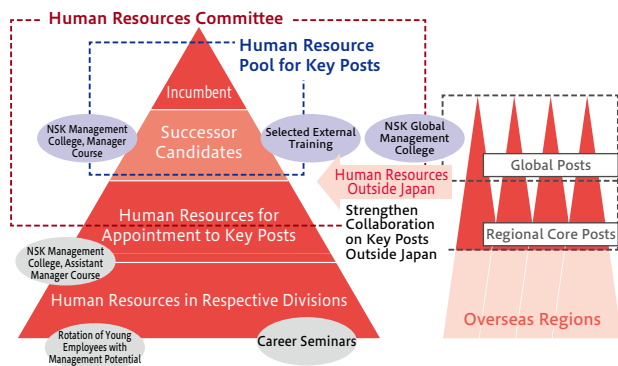 Human Resources Committee
Human Resource
Pool for Key Posts
Incumbent
NSK Management
College, Manager
Course
Successor
Candidates
Selected External
Training
NSK Global
Management
College
Human Resources
Outside Japan
Global Posts
Human Resources for
Appointment to Key Posts
Strengthen
Collaboration
on Key Posts
Outside Japan
Regional Core Posts
NSK Management
College, Assistant
Manager Course
Human Resources in Respective Divisions
Overseas Regions
Rotation of Young
Employees with
Management Potential
Career Seminars